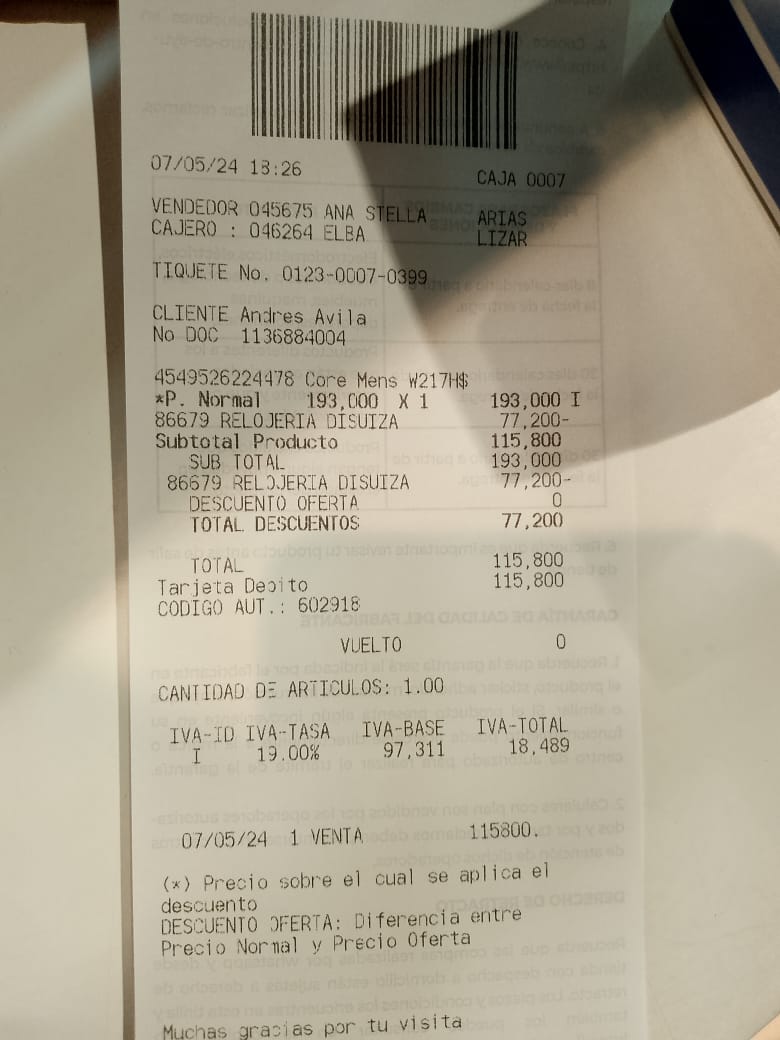 07/05/24 13:26 CAJA 0007
VENDEDOR 045675 ANA STELLA ARIAS
CAJERO : 046264 ELBA LIZAR
TIQUETE No. 0123-0007-0399
CLIENTE Andres Avila
No DOC 1136884004
4549526224478 Core Mens W217H$
*P. Normal 193,000 X 1 193,000 I
86679 RELOJERIA DISUIZA 77,200-
Subtotal Producto 115,800
SUB TOTAL 193,000
86679 RELOJERIA DISUIZA 77,200-
DESCUENTO OFERTA 0
TOTAL DESCUENTOS 77,200
TOTAL 115,800
Tarjeta Debito 115,800
CODIGO AUT.: 602918
VUELTO 0
CANTIDAD DE ARTICULOS: 1.00
IVA-ID IVA-TASA IVA-BASE IVA-TOTAL
I 19.00% 97,311 18,489
07/05/24 1 VENTA 115800.
(*) Precio sobre el cual se aplica el
descuento
DESCUENTO OFERTA: Diferencia entre
Precio Normal y Precio Oferta
Muchas gracias por tu visita